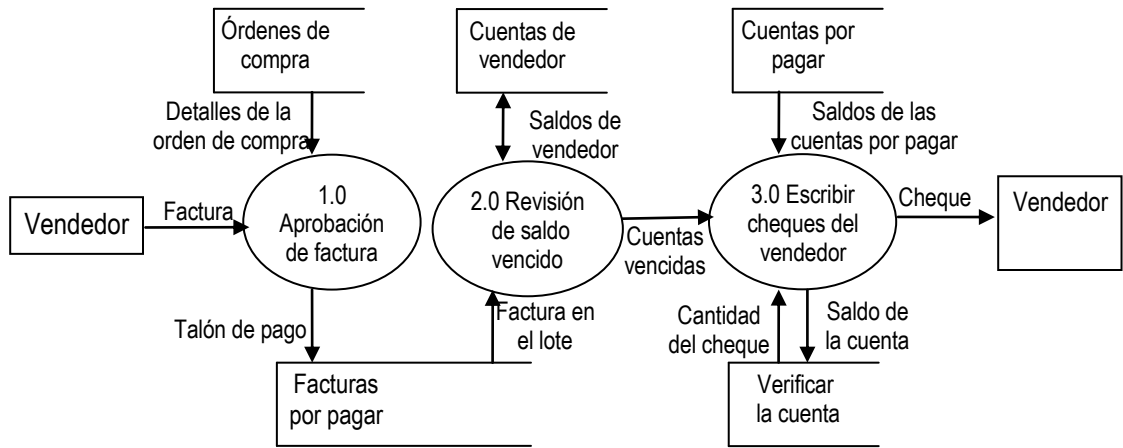 Órdenes de
compra
Cuentas de
vendedor
Cuentas por
pagar
Detalles de la
orden de compra
Saldos de
vendedor
Saldos de las
cuentas por pagar
Vendedor
Factura
1.0
Aprobación
de factura
2.0 Revisión
de saldo
vencido
Cuentas
vencidas
3.0 Escribir
cheques del
vendedor
Cheque
Vendedor
Talón de pago
Factura en
el lote
Cantidad
del cheque
Saldo de
la cuenta
Facturas
por pagar
Verificar
la cuenta